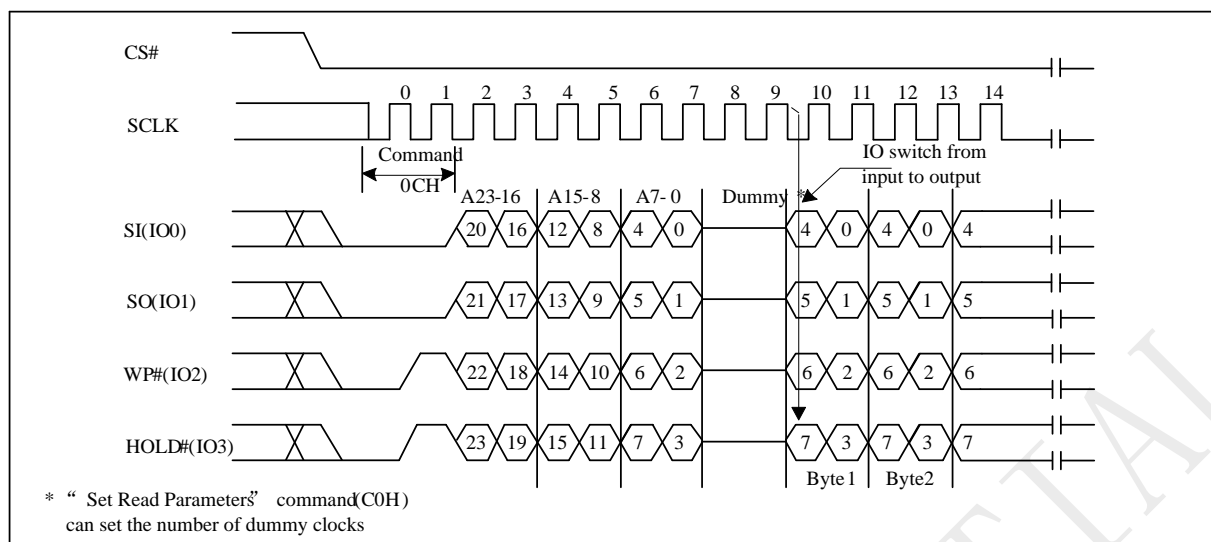 CS#
0 1 2 3 4 5 6 7 8 9 10 11 12 13 14
SCLK
Command
0CH
IO switch from
input to output
A23-16 A15-8 A7-0 Dummy *
SI(IO0) 20 16 12 8 4 0 4 0 4 0 4
SO(IO1) 21 17 13 9 5 1 5 1 5 1 5
WP#(IO2) 22 18 14 10 6 2 6 2 6 2 6
HOLD#(IO3) 23 19 15 11 7 3 7 3 7 3 7
Byte1 Byte2
* “ Set Read Parameters” command(C0H)
can set the number of dummy clocks